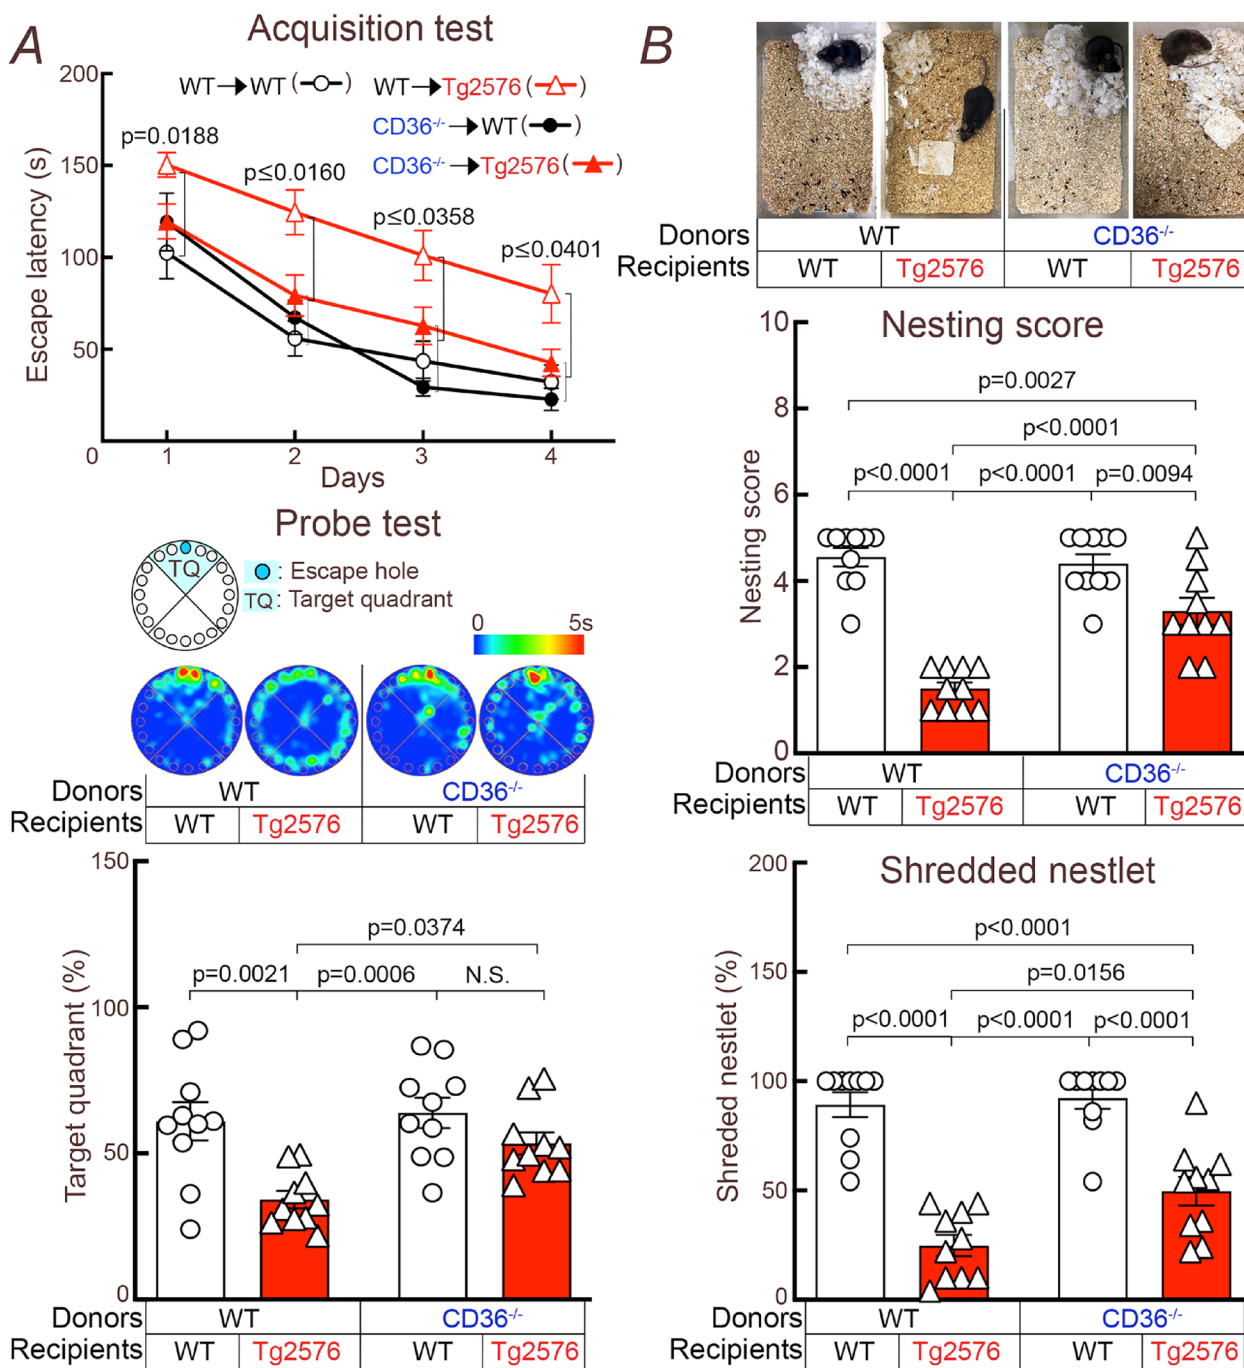 A
Acquisition test
Escape latency (s)
200
150
100
50
0
WT→WT ( )
WT→Tg2576 ( )
CD36-/-→WT ( )
CD36-/-→Tg2576 ( )
p=0.0188
p≤0.0160
p≤0.0358
p≤0.0401
1 2 3 4
Days
Probe test
TQ
: Escape hole
TQ : Target quadrant
0 5s
Donors WT CD36-/-
Recipients WT Tg2576 WT Tg2576
Target quadrant (%)
150
100
50
0
p=0.0374
p=0.0021 p=0.0006 N.S.
Donors WT CD36-/-
Recipients WT Tg2576 WT Tg2576
B
Donors WT CD36-/-
Recipients WT Tg2576 WT Tg2576
Nesting score
Nesting score
10
8
6
4
2
0
p=0.0027
p<0.0001
p<0.0001 p<0.0001 p=0.0094
Donors WT CD36-/-
Recipients WT Tg2576 WT Tg2576
Shredded nestlet
Shreded nestlet (%)
200
150
100
50
0
p<0.0001
p=0.0156
p<0.0001 p<0.0001 p<0.0001
Donors WT CD36-/-
Recipients WT Tg2576 WT Tg2576